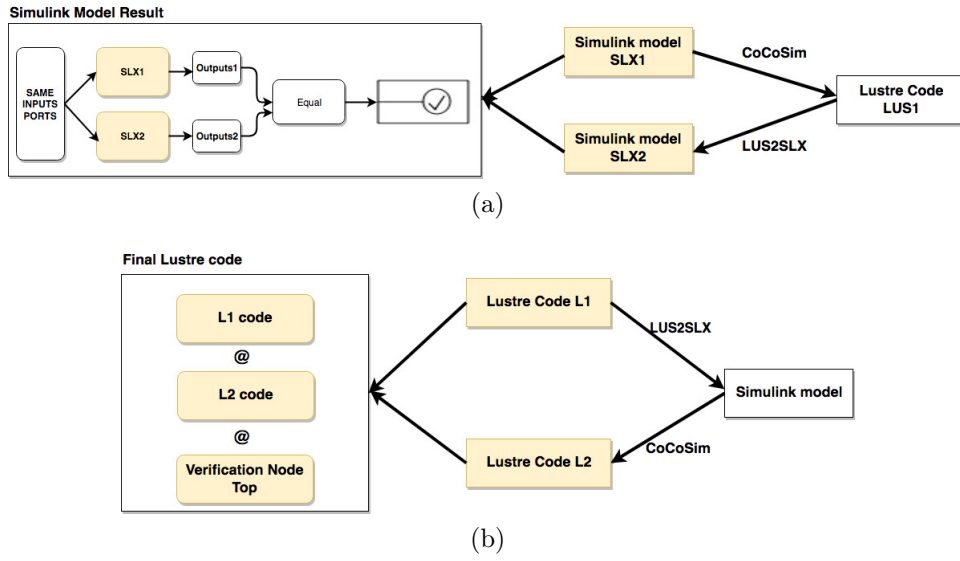 Simulink Model Result
SAME
INPUTS
PORTS
SLX1
Outputs1
SLX2
Outputs2
Equal
Simulink model
SLX1
CoCoSim
Lustre Code
LUS1
Simulink model
SLX2
LUS2SLX
(a)
Final Lustre code
L1 code
@
L2 code
@
Verification Node
Top
Lustre Code L1
LUS2SLX
Simulink model
Lustre Code L2
CoCoSim
(b)